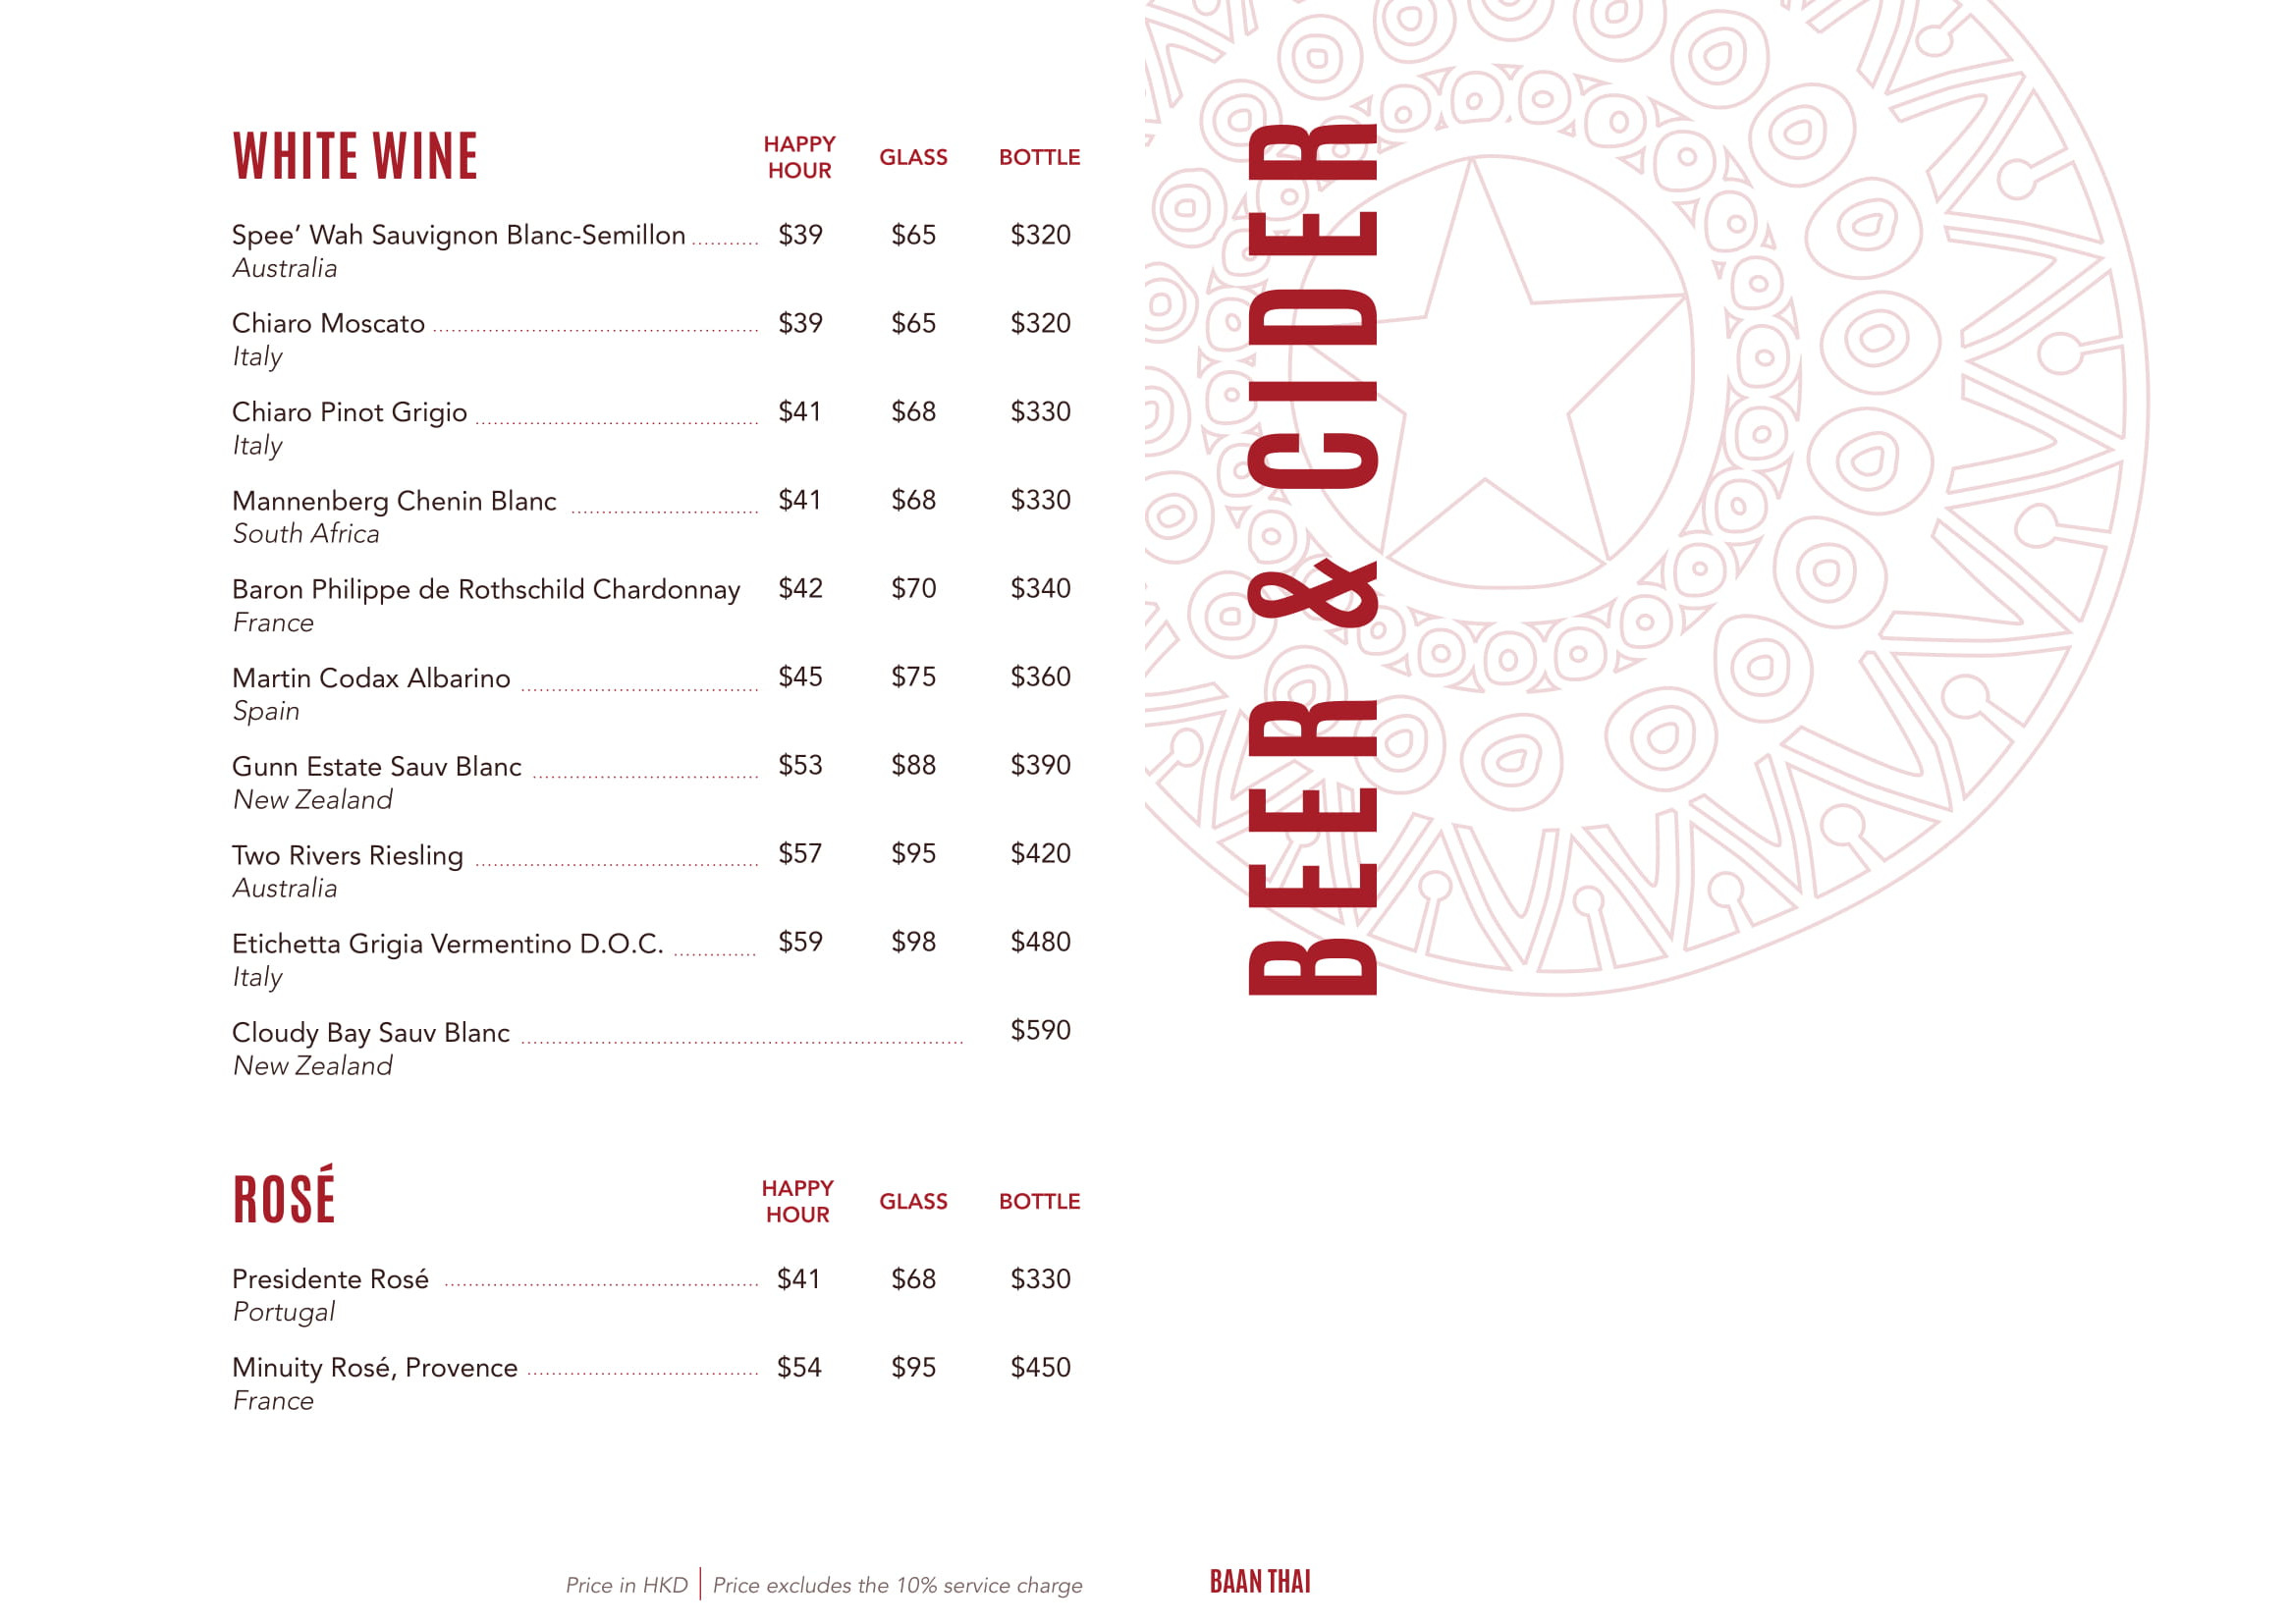 WHITE WINE HAPPY HOUR GLASS BOTTLE
Spee’ Wah Sauvignon Blanc-Semillon $39 $65 $320
Australia
Chiaro Moscato $39 $65 $320
Italy
Chiaro Pinot Grigio $41 $68 $330
Italy
Mannenberg Chenin Blanc $41 $68 $330
South Africa
Baron Philippe de Rothschild Chardonnay $42 $70 $340
France
Martin Codax Albarino $45 $75 $360
Spain
Gunn Estate Sauv Blanc $53 $88 $390
New Zealand
Two Rivers Riesling $57 $95 $420
Australia
Etichetta Grigia Vermentino D.O.C. $59 $98 $480
Italy
Cloudy Bay Sauv Blanc $590
New Zealand
ROSÉ HAPPY HOUR GLASS BOTTLE
Presidente Rosé $41 $68 $330
Portugal
Minuity Rosé, Provence $54 $95 $450
France
Price in HKD | Price excludes the 10% service charge
BEER & CIDER
BAAN THAI